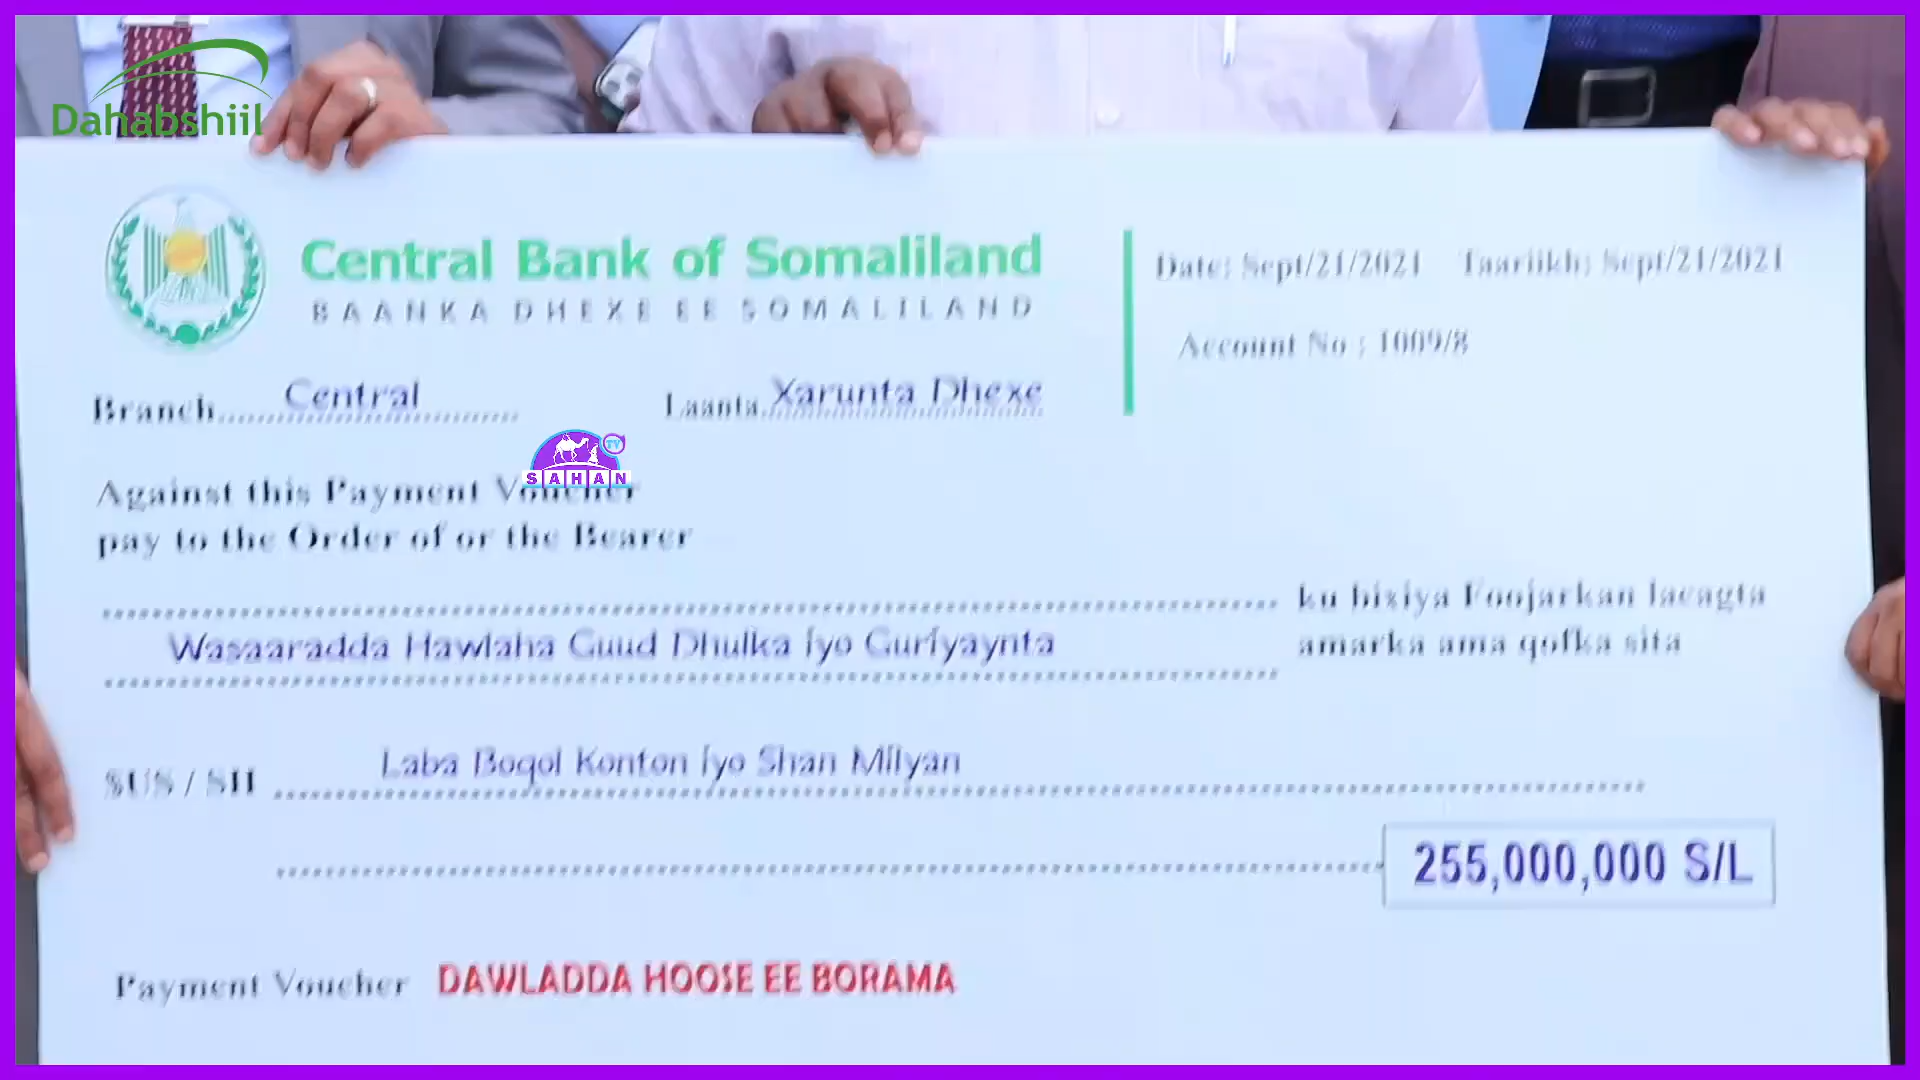 Dahabshiil
Central Bank of Somaliland
BAANKA DHEXE EE SOMALILAND
Date: Sept/21/2021 Taariikh: Sept/21/2021
Account No : 1009/8
Branch Central Laanta Xarunta Dhexe
TV
SAHAN
Against this Payment Voucher
pay to the Order of or the Bearer
ku bixiya Foojarkan lacagta
amarka ama qofka sita
Wasaaradda Hawlaha Guud Dhulka Iyo Guriyaynta
$US / SH Laba Boqol Konton Iyo Shan Milyan
255,000,000 S/L
Payment Voucher DAWLADDA HOOSE EE BORAMA